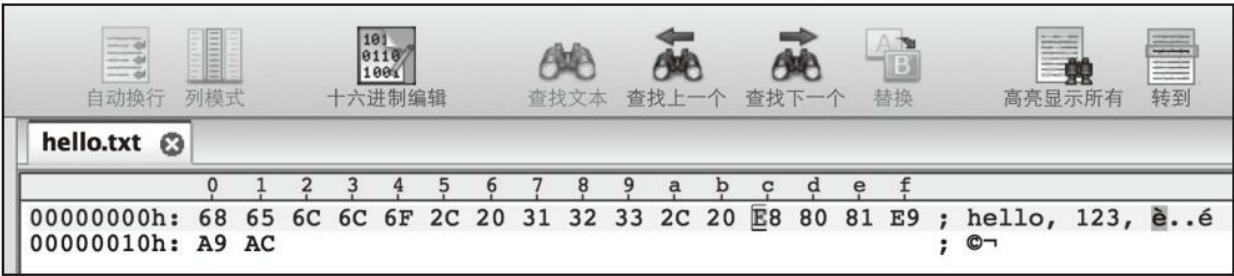 101
0110
1001
A
B
自动换行 列模式 十六进制编辑 查找文本 查找上一个 查找下一个 替换 高亮显示所有 转到
hello.txt
0 1 2 3 4 5 6 7 8 9 a b c d e f
00000000h: 68 65 6C 6C 6F 2C 20 31 32 33 2C 20 E8 80 81 E9 ; hello, 123, è..é
00000010h: A9 AC ; ©¬